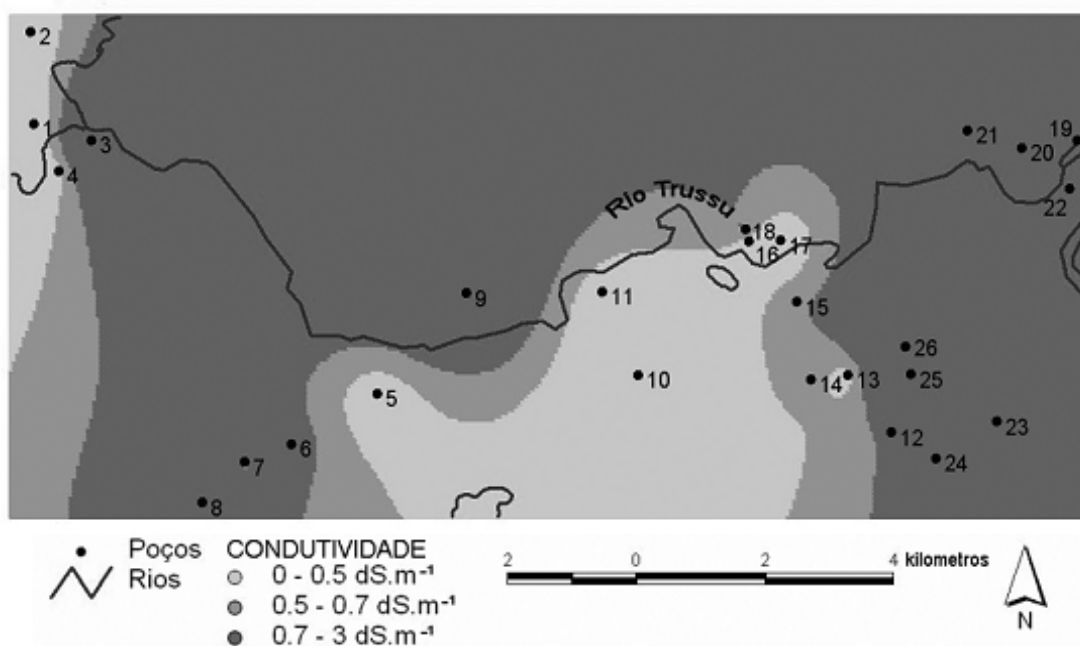 2
1
3
4
19
21
20
22
Rio Trussu
18
16
17
9
11
15
26
10
14
13
25
5
12
23
6
7
24
8
Poços
Rios
CONDUTIVIDADE
0 - 0.5 dS.m⁻¹
0.5 - 0.7 dS.m⁻¹
0.7 - 3 dS.m⁻¹
2 0 2 4 kilometros
N